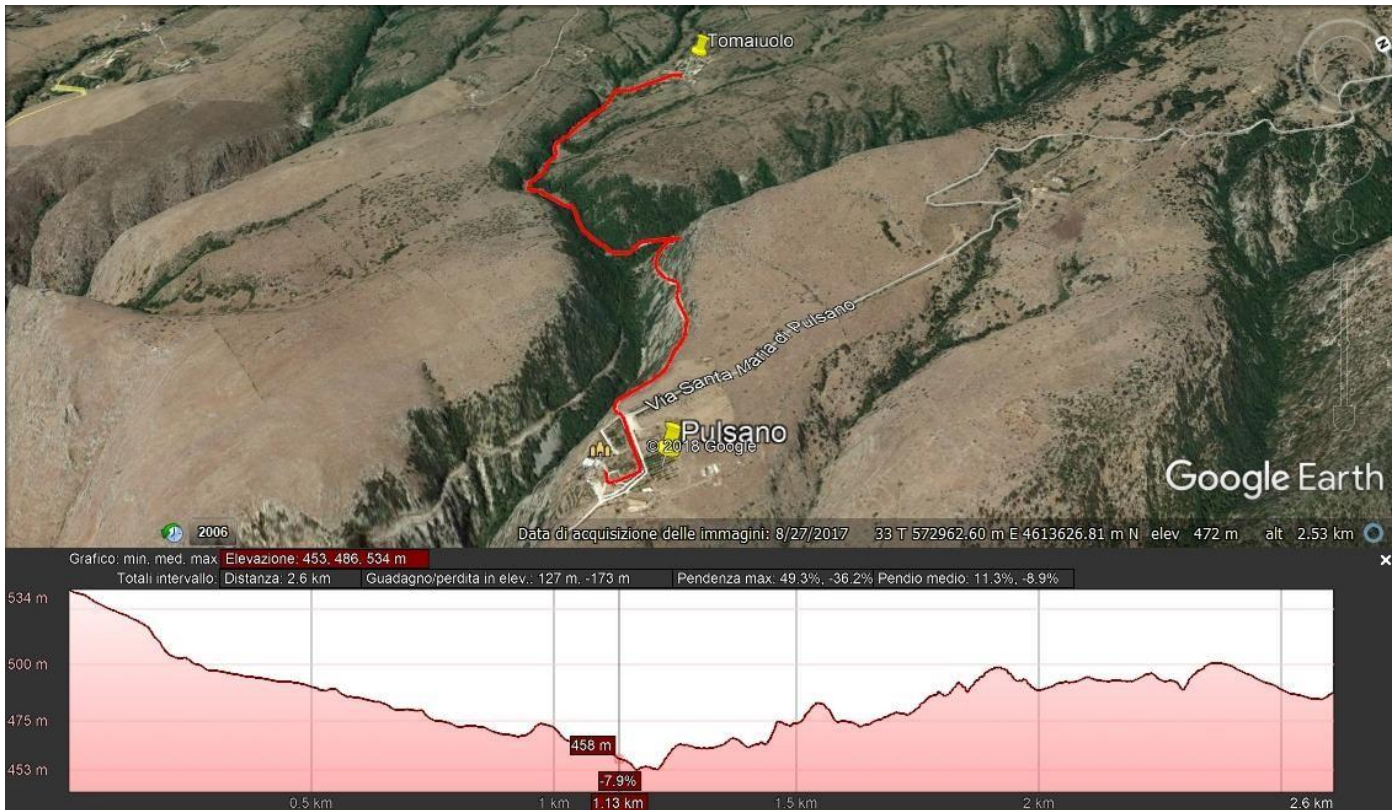 Tomaiuolo
N
Via Santa Maria di Pulsano
Pulsano
© 2018 Google
Google Earth
2006
Data di acquisizione delle immagini: 8/27/2017 33 T 572962.60 m E 4613626.81 m N elev 472 m alt 2.53 km
Grafico: min, med, max Elevazione: 453, 486, 534 m
Totali intervallo: Distanza: 2.6 km Guadagno/perdita in elev.: 127 m, -173 m Pendenza max: 49.3%, -36.2% Pendio medio: 11.3%, -8.9%
534 m
500 m
475 m
458 m
453 m
-7.9%
0.5 km 1 km 1.13 km 1.5 km 2 km 2.6 km